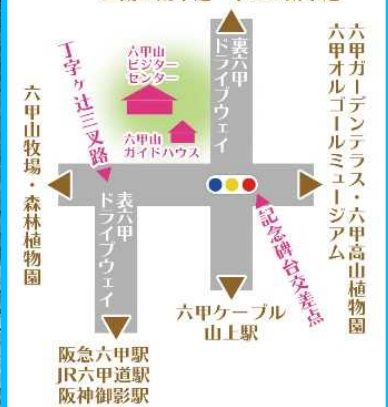 六甲山
ビジター
センター
六甲山
ガイドハウス
丁字ヶ辻三叉路
裏六甲
ドライブウェイ
六甲ガーデンテラス・六甲高山植物園
六甲オルゴールミュージアム
六甲山牧場・森林植物園
表六甲
ドライブウェイ
記念碑台交差点
六甲ケーブル
山上駅
阪急六甲駅
JR六甲道駅
阪神御影駅